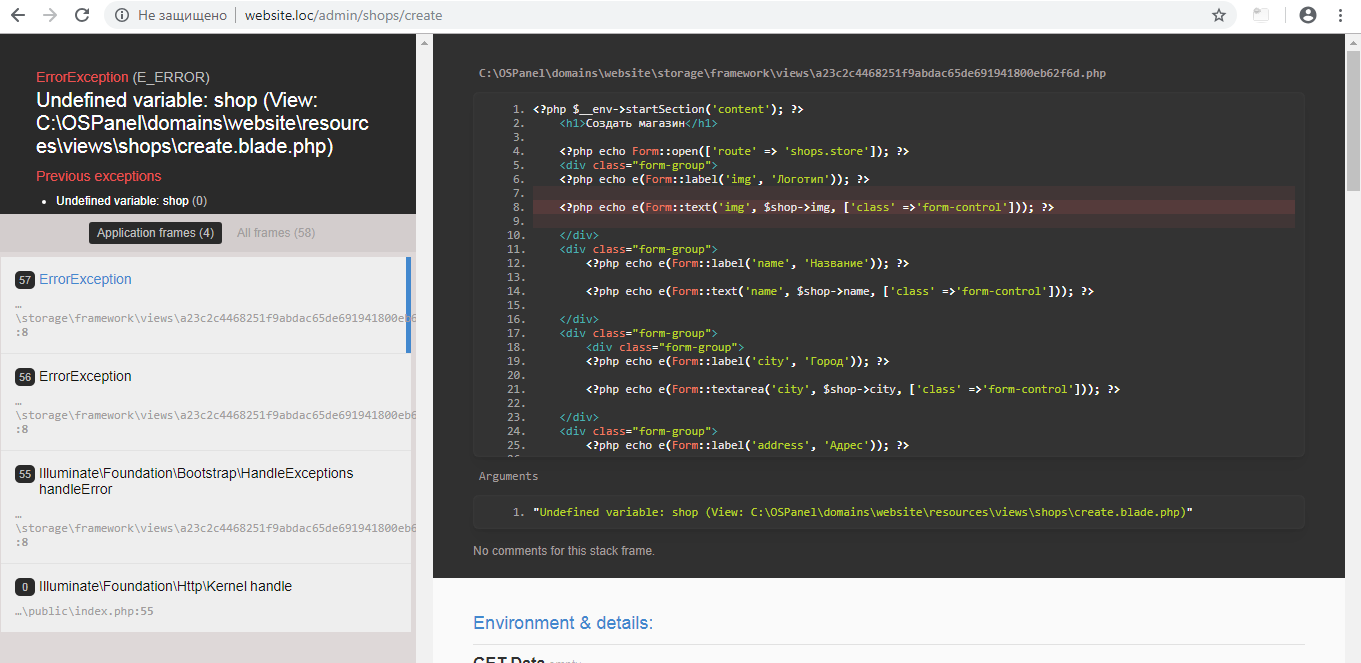 Не защищено
website.loc/admin/shops/create
ErrorException (E_ERROR)
Undefined variable: shop (View:
C:\OSPanel\domains\website\resourc
es\views\shops\create.blade.php)
Previous exceptions
• Undefined variable: shop (0)
Application frames (4)
All frames (58)
57 ErrorException
…
\storage\framework\views\a23c2c4468251f9abdac65de691941800eb6
:8
56 ErrorException
…
\storage\framework\views\a23c2c4468251f9abdac65de691941800eb6
:8
55 Illuminate\Foundation\Bootstrap\HandleExceptions
handleError
…
\storage\framework\views\a23c2c4468251f9abdac65de691941800eb6
:8
0 Illuminate\Foundation\Http\Kernel handle
…\public\index.php:55
C:\OSPanel\domains\website\storage\framework\views\a23c2c4468251f9abdac65de691941800eb62f6d.php
1. <?php $__env->startSection('content'); ?>
2. <h1>Создать магазин</h1>
3.
4. <?php echo Form::open(['route' => 'shops.store']); ?>
5. <div class="form-group">
6. <?php echo e(Form::label('img', 'Логотип')); ?>
7.
8. <?php echo e(Form::text('img', $shop->img, ['class' =>'form-control'])); ?>
9.
10. </div>
11. <div class="form-group">
12. <?php echo e(Form::label('name', 'Название')); ?>
13.
14. <?php echo e(Form::text('name', $shop->name, ['class' =>'form-control'])); ?>
15.
16. </div>
17. <div class="form-group">
18. <div class="form-group">
19. <?php echo e(Form::label('city', 'Город')); ?>
20.
21. <?php echo e(Form::textarea('city', $shop->city, ['class' =>'form-control'])); ?>
22.
23. </div>
24. <div class="form-group">
25. <?php echo e(Form::label('address', 'Адрес')); ?>
Arguments
1. "Undefined variable: shop (View: C:\OSPanel\domains\website\resources\views\shops\create.blade.php)"
No comments for this stack frame.
Environment & details:
GET Data empty